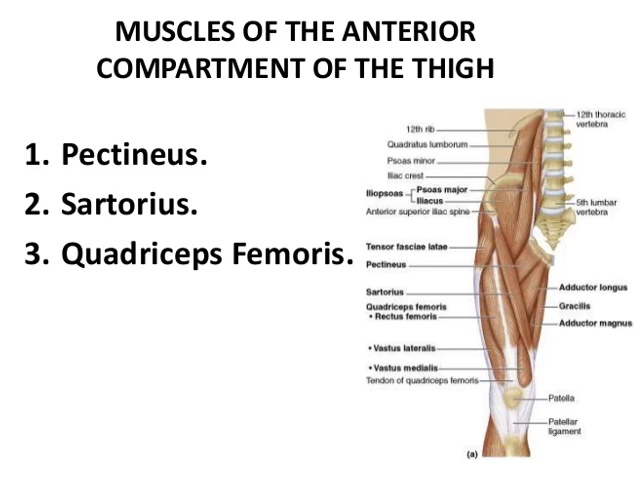 MUSCLES OF THE ANTERIOR
COMPARTMENT OF THE THIGH
1. Pectineus.
2. Sartorius.
3. Quadriceps Femoris.
12th rib
Quadratus lumborum
Psoas minor
Iliac crest
Iliopsoas
Psoas major
Iliacus
Anterior superior iliac spine
Tensor fasciae latae
Pectineus
Sartorius
Quadriceps femoris
• Rectus femoris
• Vastus lateralis
• Vastus medialis
Tendon of quadriceps femoris
12th thoracic
vertebra
5th lumbar
vertebra
Adductor longus
Gracilis
Adductor magnus
Patella
Patellar
ligament
(a)